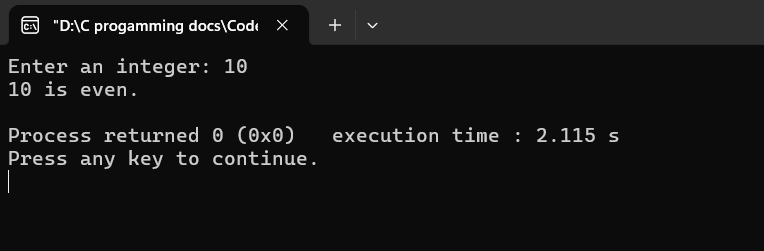 "D:\C progamming docs\Code
Enter an integer: 10
10 is even.
Process returned 0 (0x0)   execution time : 2.115 s
Press any key to continue.